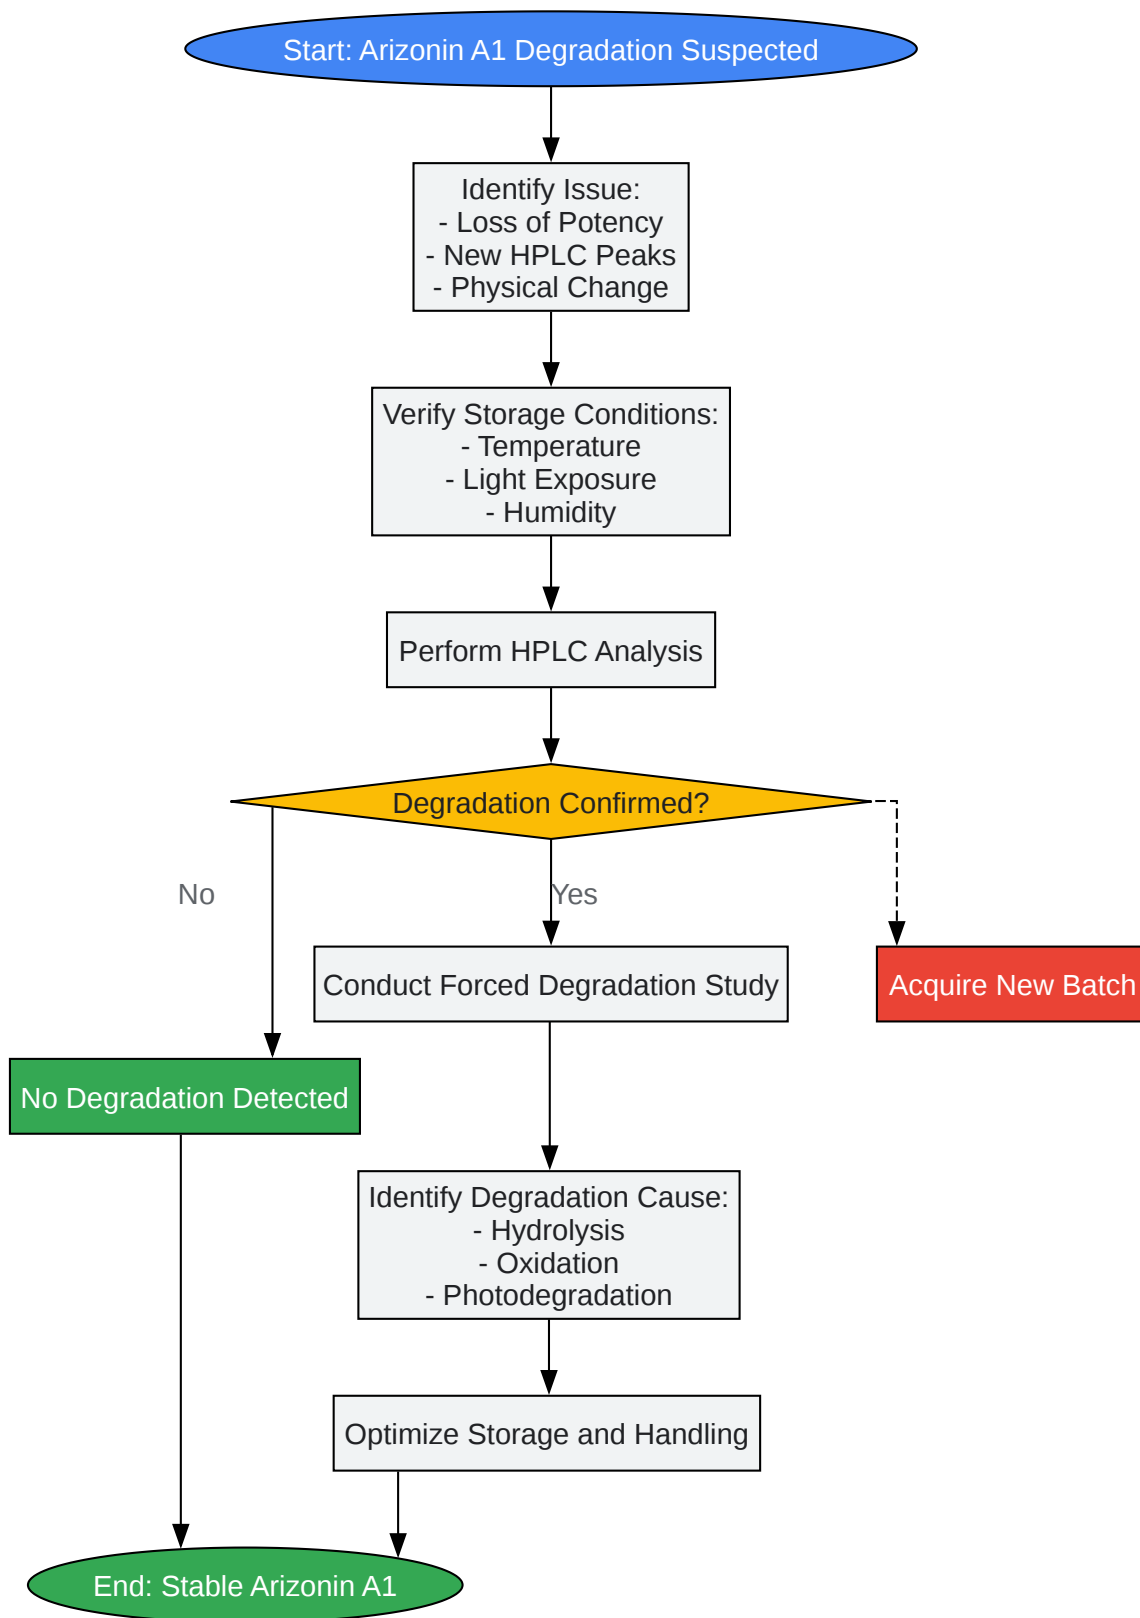 Start: Arizonin A1 Degradation Suspected
Identify Issue:
- Loss of Potency
- New HPLC Peaks
- Physical Change
Verify Storage Conditions:
- Temperature
- Light Exposure
- Humidity
Perform HPLC Analysis
Degradation Confirmed?
No
Yes
Conduct Forced Degradation Study
Acquire New Batch
No Degradation Detected
Identify Degradation Cause:
- Hydrolysis
- Oxidation
- Photodegradation
Optimize Storage and Handling
End: Stable Arizonin A1